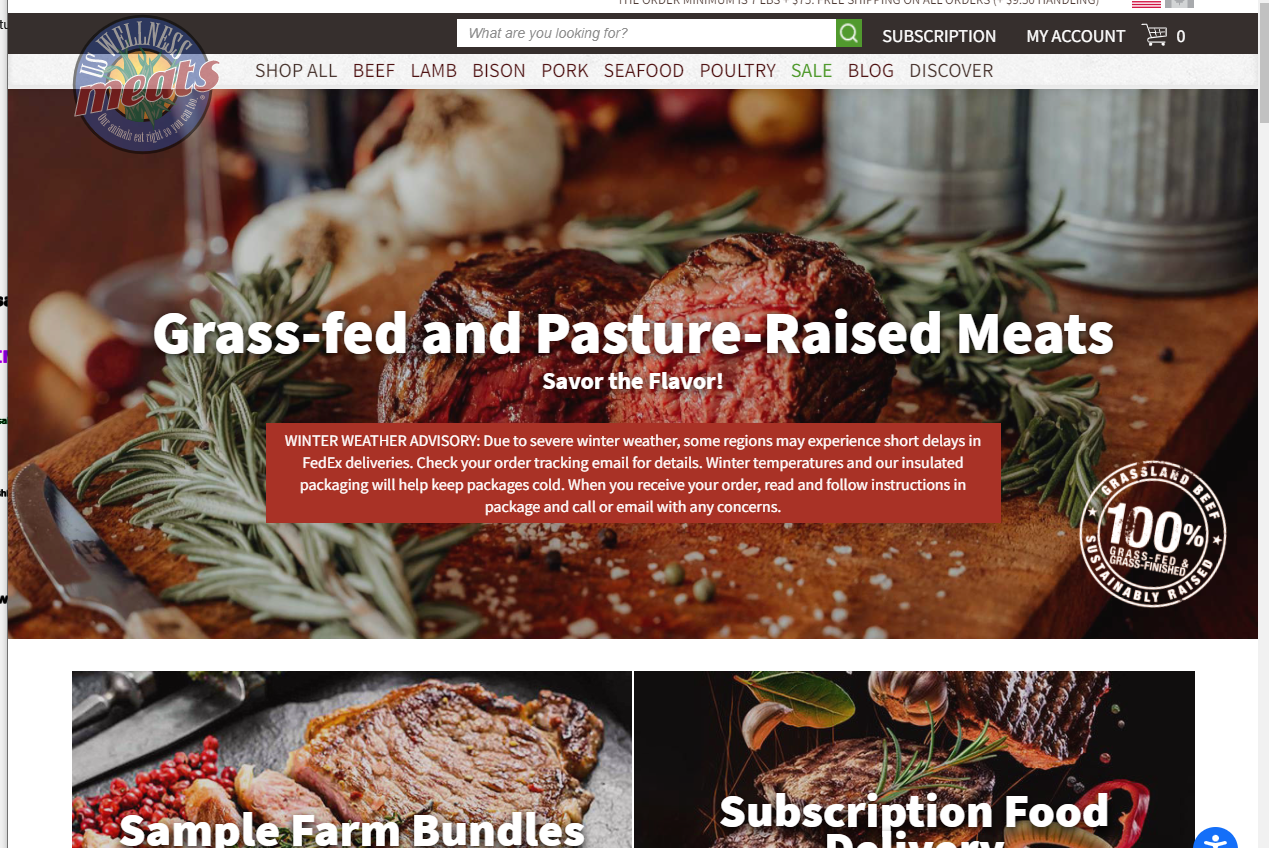 THE ORDER MINIMUM IS 7 LBS + $75. FREE SHIPPING ON ALL ORDERS (+ $9.50 HANDLING)
What are you looking for?
SUBSCRIPTION
MY ACCOUNT
0
US WELLNESS
meats
Our animals eat right so you can too
SHOP ALL BEEF LAMB BISON PORK SEAFOOD POULTRY SALE BLOG DISCOVER
Grass-fed and Pasture-Raised Meats
Savor the Flavor!
WINTER WEATHER ADVISORY: Due to severe winter weather, some regions may experience short delays in
FedEx deliveries. Check your order tracking email for details. Winter temperatures and our insulated
packaging will help keep packages cold. When you receive your order, read and follow instructions in
package and call or email with any concerns.
GRASSLAND BEEF
100%
GRASS-FED &
GRASS-FINISHED
SUSTAINABLY RAISED
Sample Farm Bundles
Subscription Food
Delivery